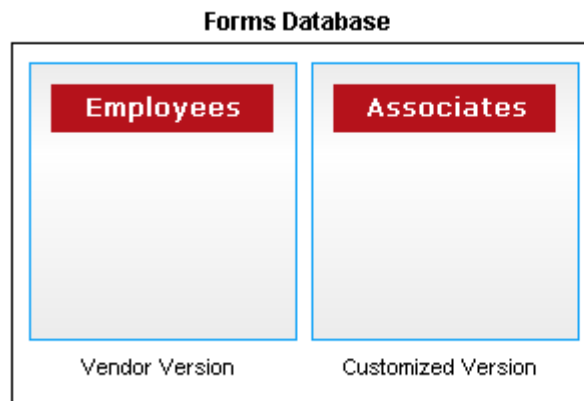 Forms Database
Employees
Associates
Vendor Version
Customized Version